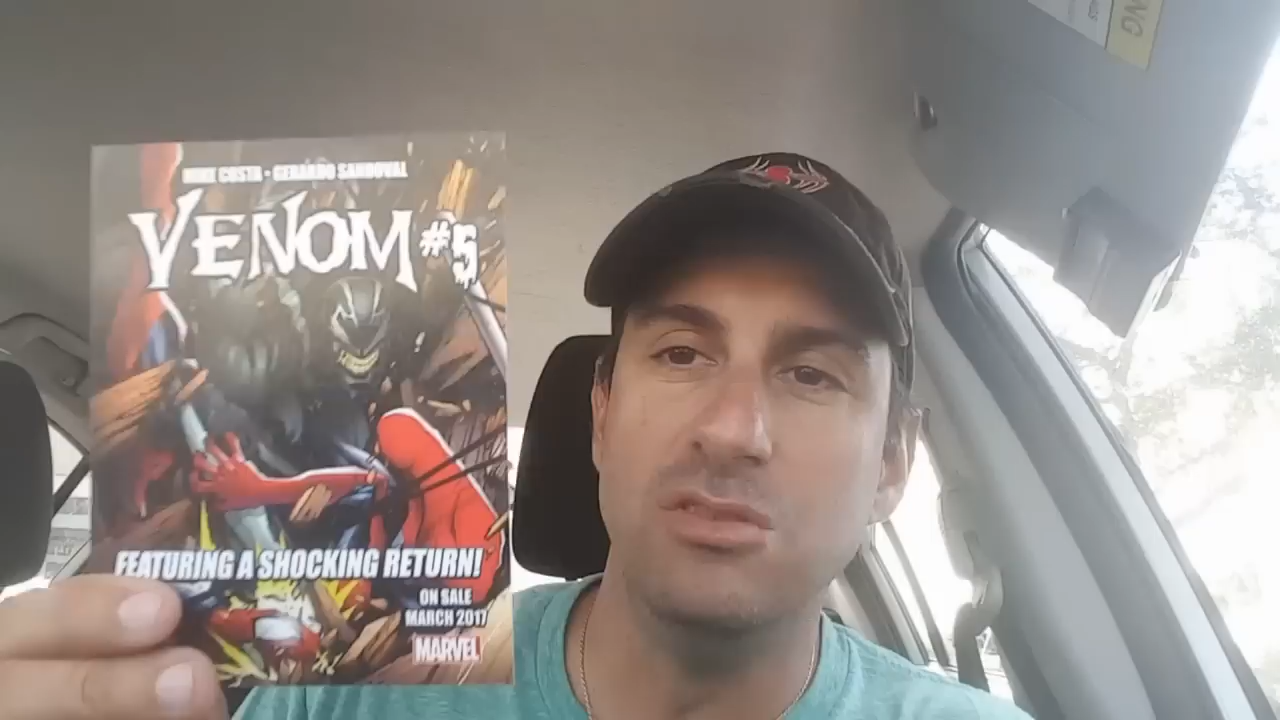 MIKE COSTA • GERARDO SANDOVAL
VENOM #5
FEATURING A SHOCKING RETURN!
ON SALE
MARCH 2017
MARVEL